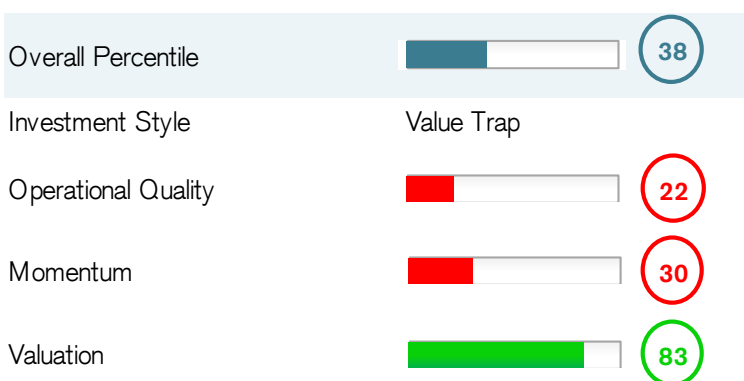 Overall Percentile 38
Investment Style Value Trap
Operational Quality 22
Momentum 30
Valuation 83